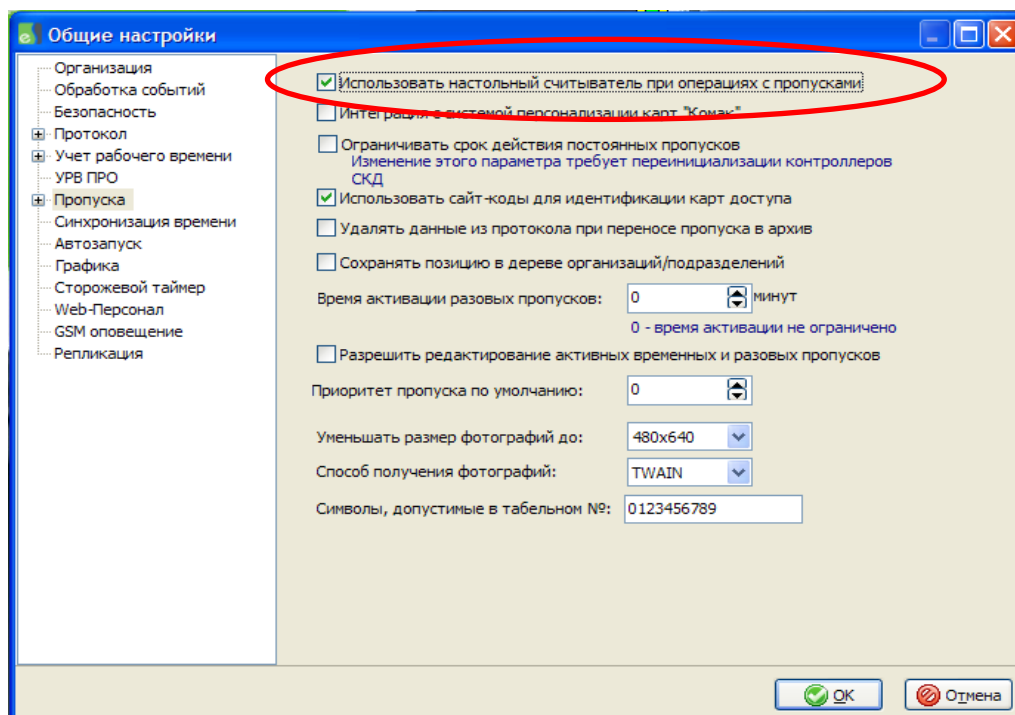 Общие настройки
Организация
Обработка событий
Безопасность
Протокол
Учет рабочего времени
УРВ ПРО
Пропуска
Синхронизация времени
Автозапуск
Графика
Сторожевой таймер
Web-Персонал
GSM оповещение
Репликация
Использовать настольный считыватель при операциях с пропусками
Интеграция с системой персонализации карт "Комак"
Ограничивать срок действия постоянных пропусков
Изменение этого параметра требует переинициализации контроллеров
СКД
Использовать сайт-коды для идентификации карт доступа
Удалять данные из протокола при переносе пропуска в архив
Сохранять позицию в дереве организаций/подразделений
Время активации разовых пропусков: 0 минут
0 - время активации не ограничено
Разрешить редактирование активных временных и разовых пропусков
Приоритет пропуска по умолчанию: 0
Уменьшать размер фотографий до: 480x640
Способ получения фотографий: TWAIN
Символы, допустимые в табельном №: 0123456789
OK Отмена